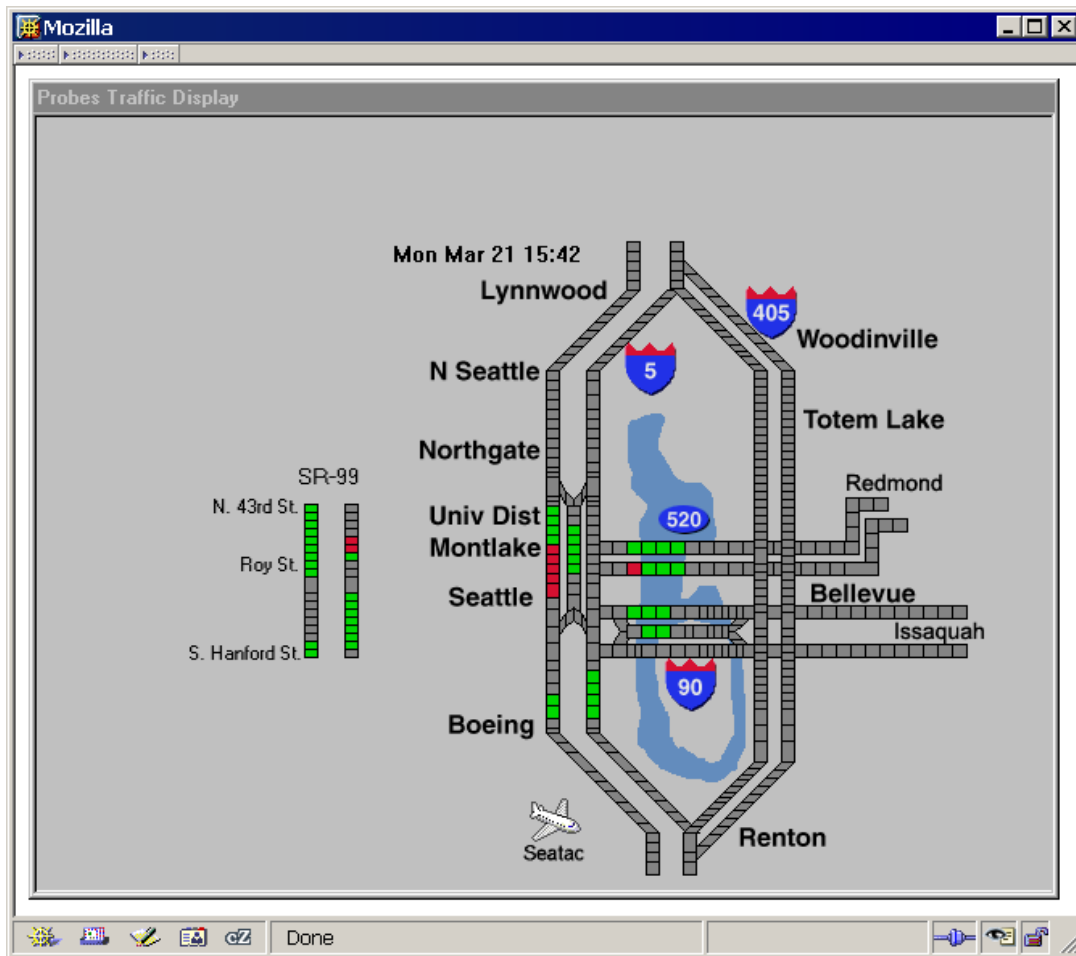 Mozilla
Probes Traffic Display
Mon Mar 21 15:42
Lynnwood
405
Woodinville
N Seattle
5
Totem Lake
Northgate
SR-99
Redmond
N. 43rd St.
Univ Dist
520
Montlake
Roy St.
Seattle
Bellevue
Issaquah
S. Hanford St.
90
Boeing
Renton
Seatac
Done